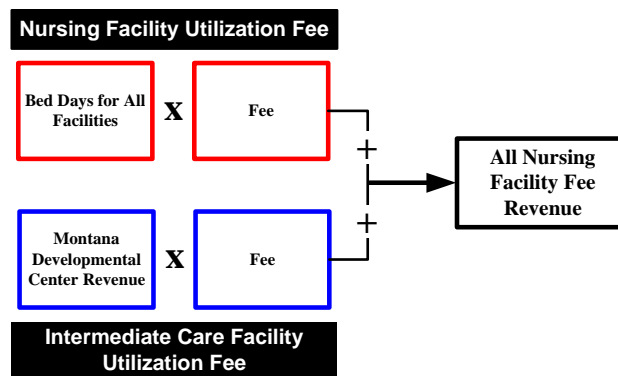 Nursing Facility Utilization Fee
Bed Days for All
Facilities
X
Fee
+
All Nursing
Facility Fee
Revenue
+
Montana
Developmental
Center Revenue
X
Fee
Intermediate Care Facility
Utilization Fee